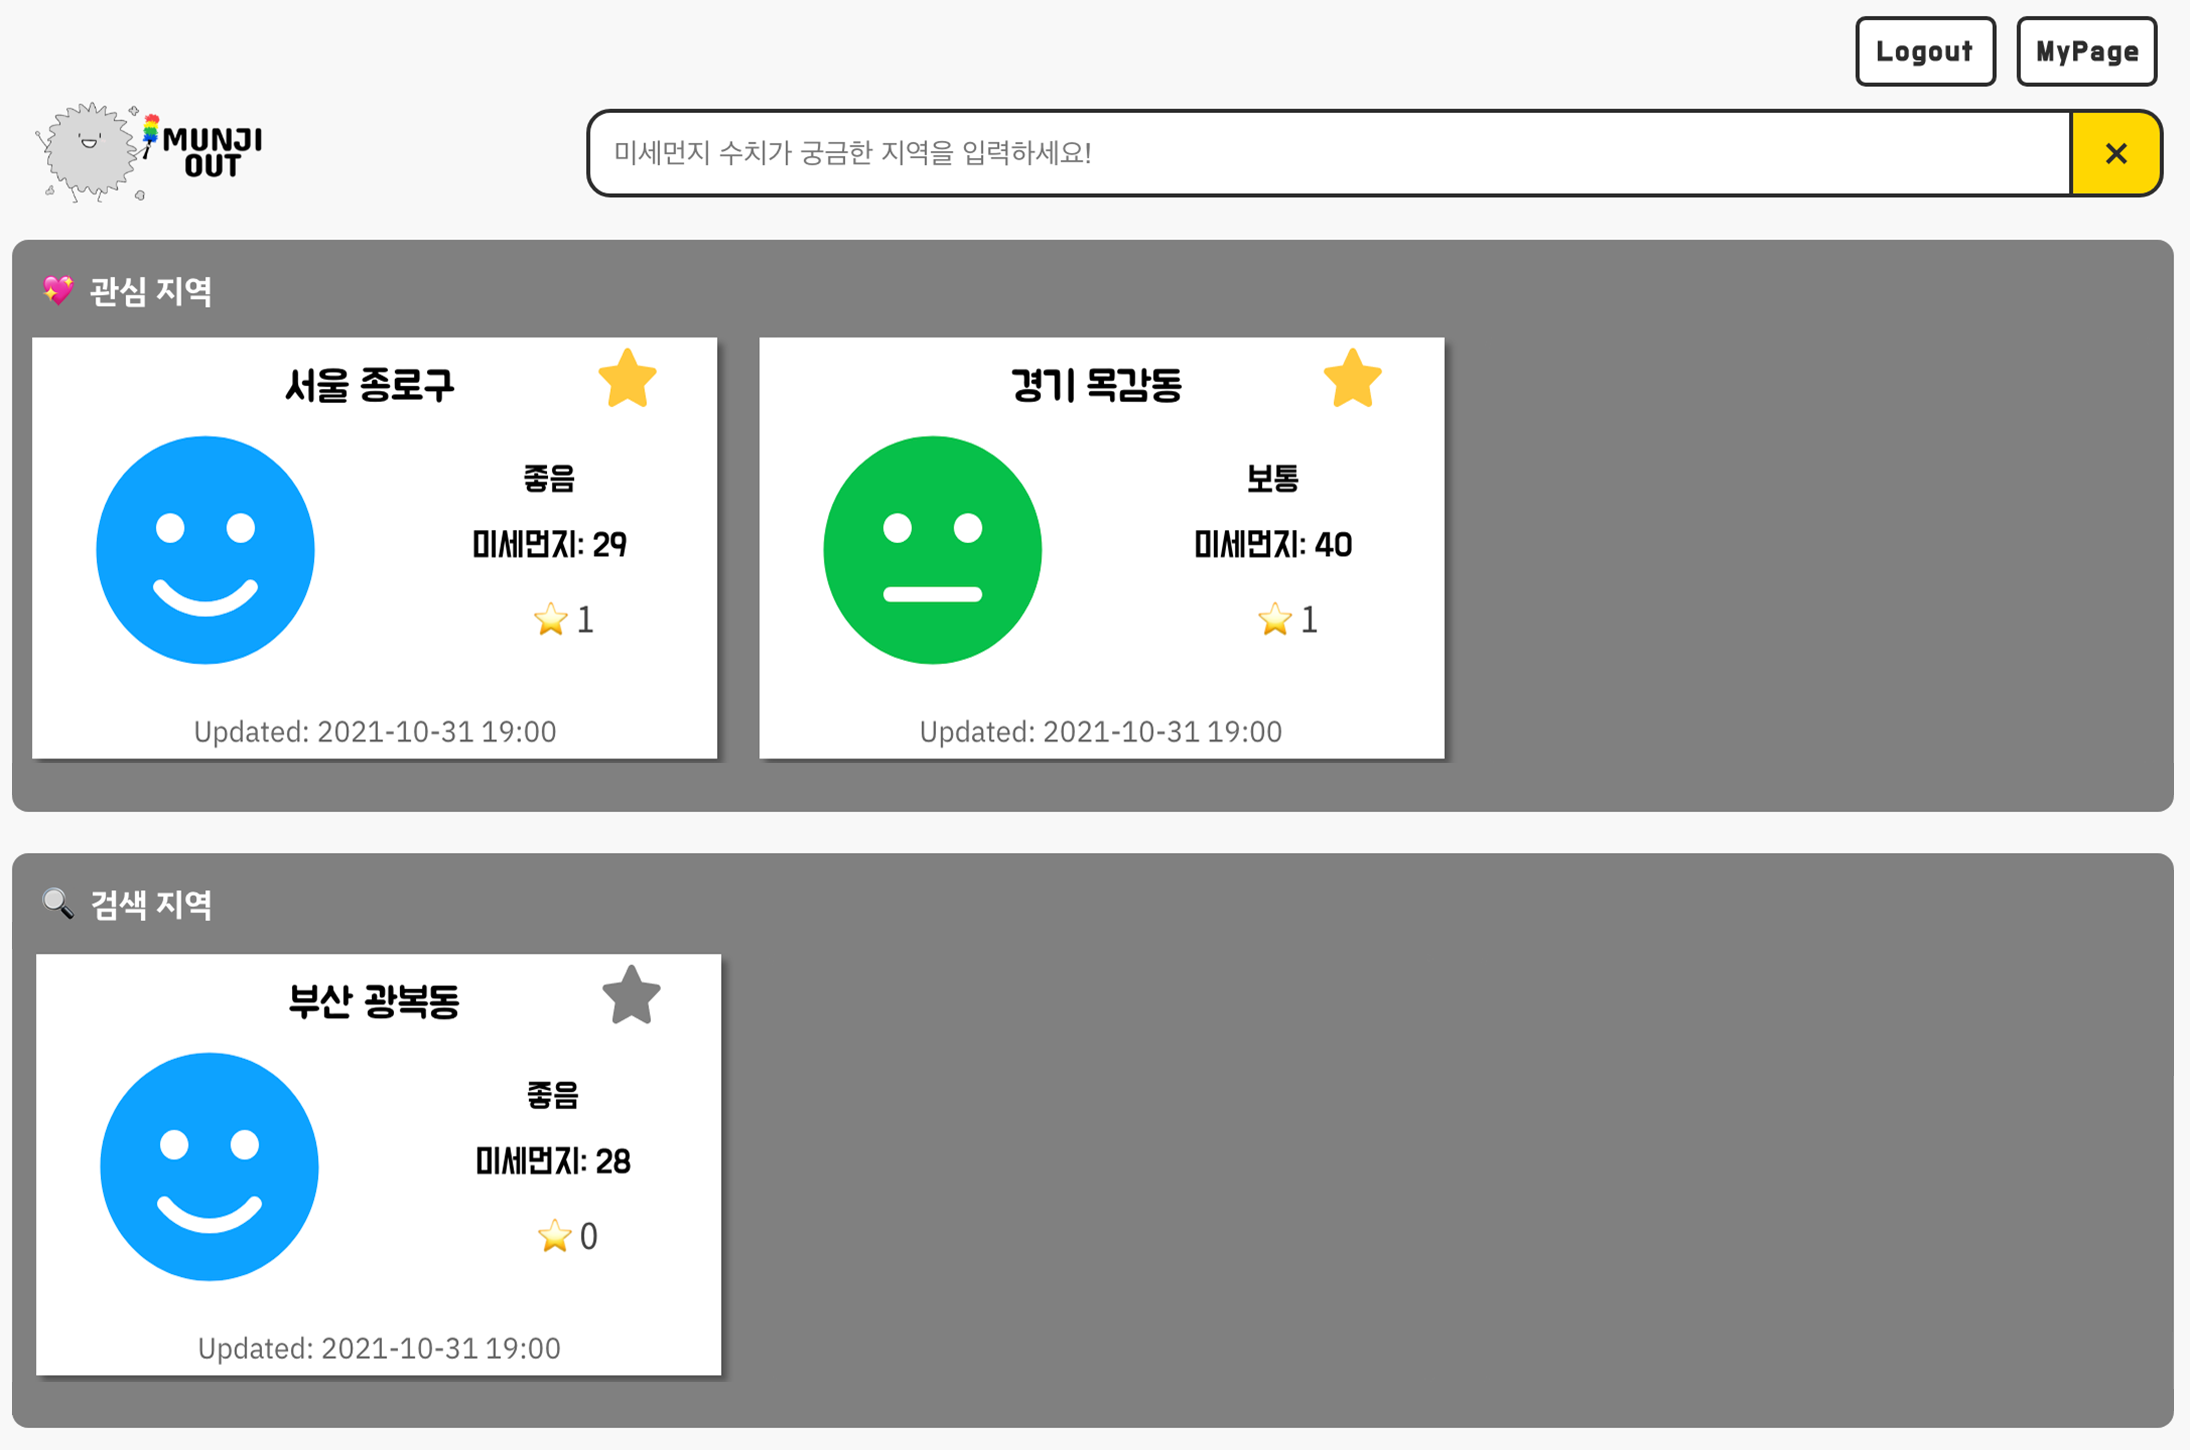 Logout
MyPage
MUNJI
OUT
미세먼지 수치가 궁금한 지역을 입력하세요!
💖 관심 지역
서울 종로구
좋음
미세먼지: 29
⭐ 1
Updated: 2021-10-31 19:00
경기 목감동
보통
미세먼지: 40
⭐ 1
Updated: 2021-10-31 19:00
🔍 검색 지역
부산 광복동
좋음
미세먼지: 28
⭐ 0
Updated: 2021-10-31 19:00